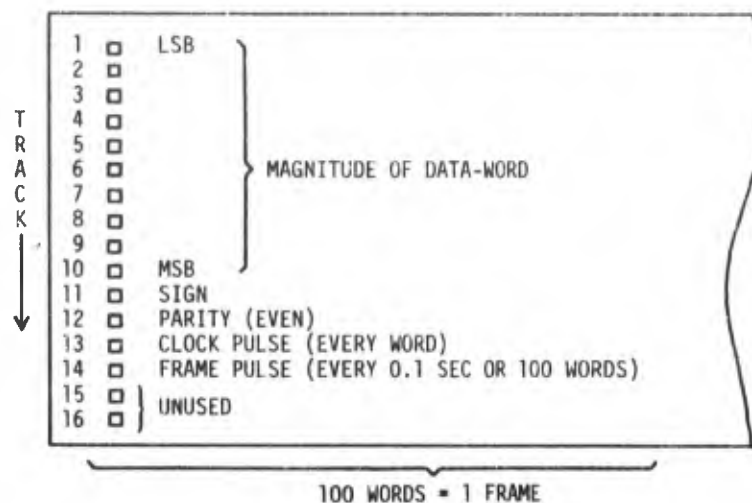 TRACK
1 LSB
2
3
4
5
6 MAGNITUDE OF DATA-WORD
7
8
9
10 MSB
11 SIGN
12 PARITY (EVEN)
13 CLOCK PULSE (EVERY WORD)
14 FRAME PULSE (EVERY 0.1 SEC OR 100 WORDS)
15
UNUSED
16
100 WORDS = 1 FRAME